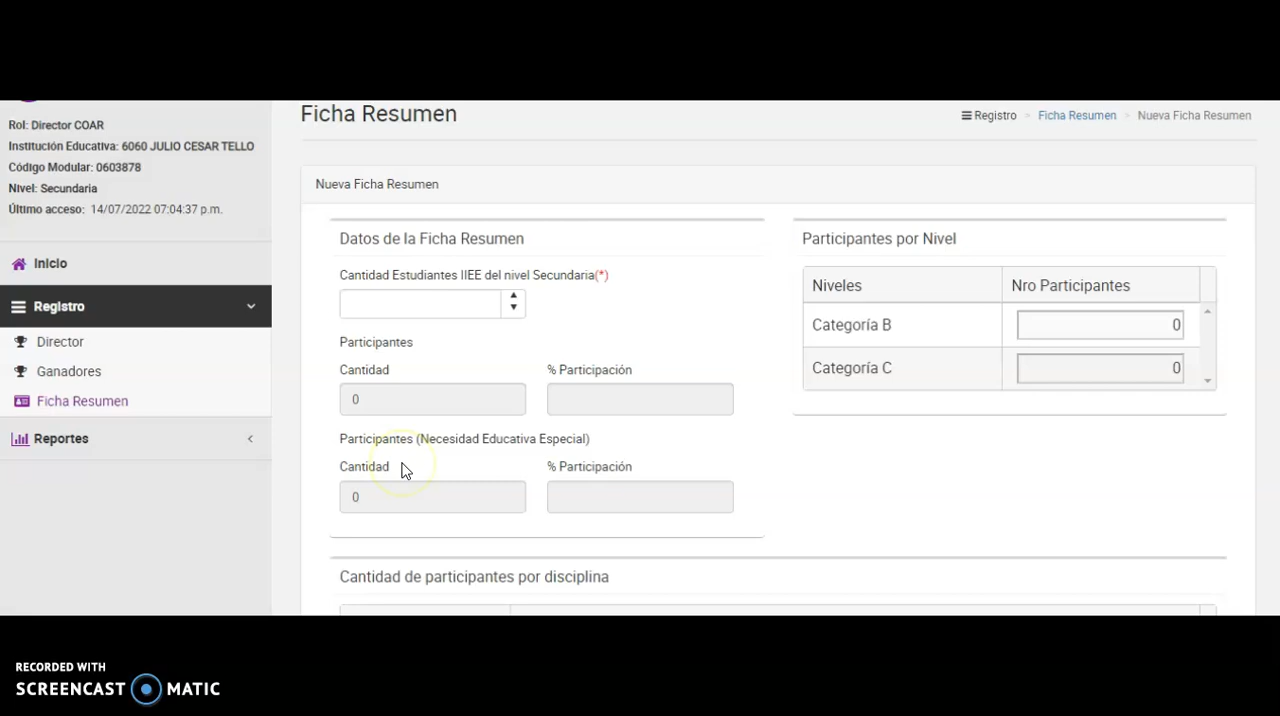 Ficha Resumen
Registro > Ficha Resumen > Nueva Ficha Resumen
Rol: Director COAR
Institución Educativa: 6060 JULIO CESAR TELLO
Código Modular: 0603878
Nivel: Secundaria
Último acceso: 14/07/2022 07:04:37 p.m.
Inicio
Registro
Director
Ganadores
Ficha Resumen
Reportes
Nueva Ficha Resumen
Datos de la Ficha Resumen
Cantidad Estudiantes IIEE del nivel Secundaria(*)
Participantes
Cantidad % Participación
0
Participantes (Necesidad Educativa Especial)
Cantidad % Participación
0
Participantes por Nivel
Niveles Nro Participantes
Categoría B 0
Categoría C 0
Cantidad de participantes por disciplina
RECORDED WITH
SCREENCAST MATIC